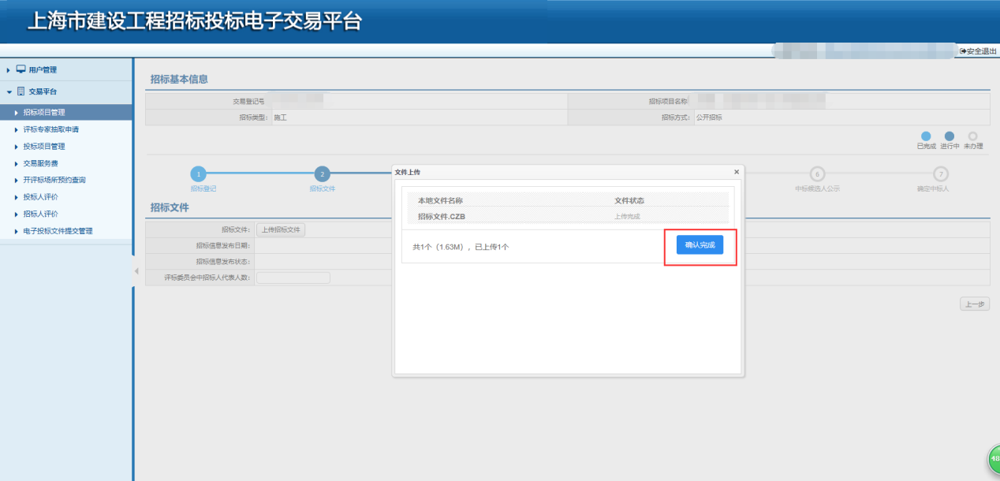 上海市建设工程招标投标电子交易平台
安全退出
用户管理
交易平台
招标项目管理
评标专家抽取申请
投标项目管理
交易服务费
开评标场所预约查询
投标人评价
招标人评价
电子投标文件提交管理
招标基本信息
交易登记号
招标项目名称
招标类型: 施工
招标方式: 公开招标
已完成 进行中 未办理
1 2 6 7
招标登记 招标文件 中标候选人公示 确定中标人
招标文件
招标文件: 上传招标文件
招标信息发布日期:
招标信息发布状态:
评标委员会中招标人代表人数:
上一步
文件上传 ×
本地文件名称 文件状态
招标文件.CZB 上传完成
共1个（1.63M），已上传1个
确认完成
48